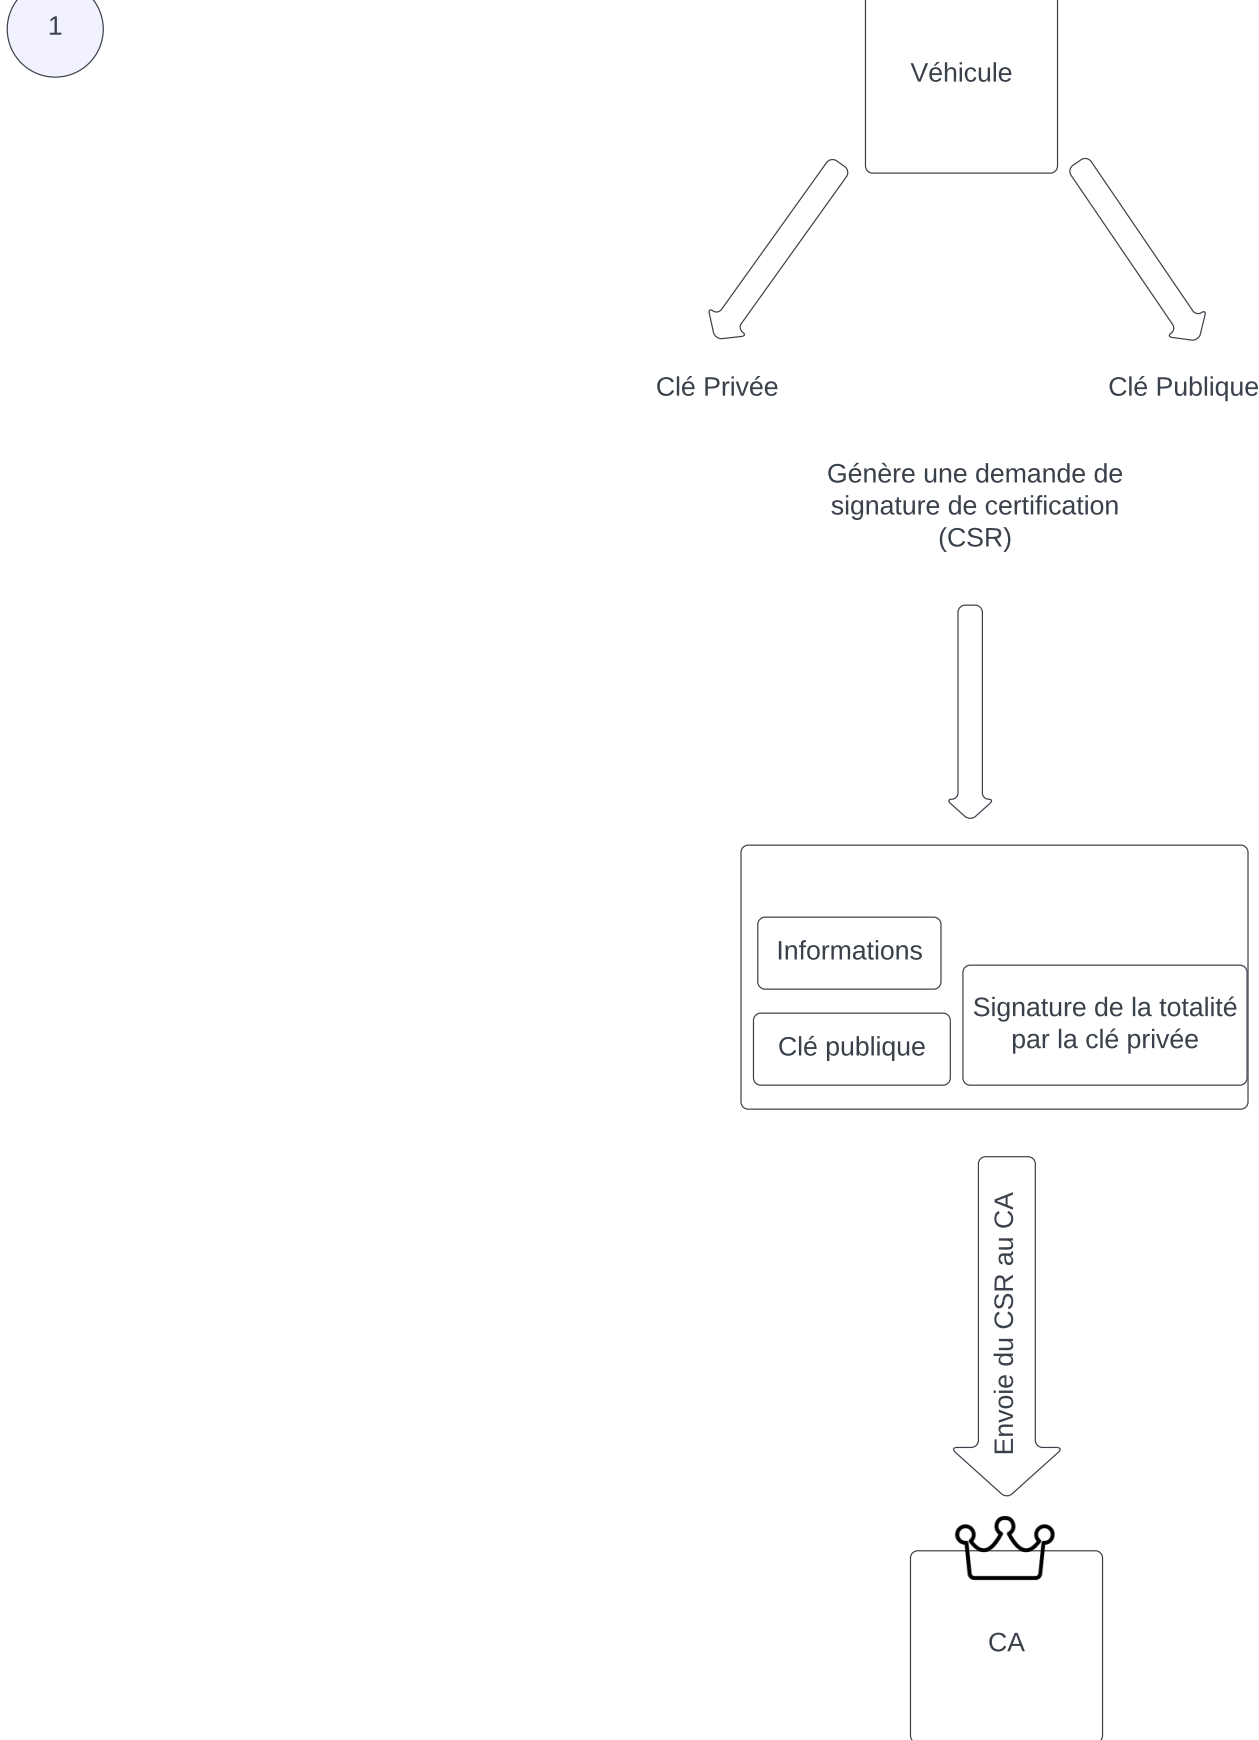 1
Véhicule
Clé Privée
Clé Publique
Génère une demande de
signature de certification
(CSR)
Informations
Clé publique
Signature de la totalité
par la clé privée
Envoie du CSR au CA
CA